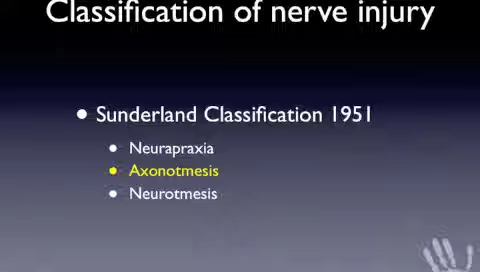 Classification of nerve injury
• Sunderland Classification 1951
• Neurapraxia
• Axonotmesis
• Neurotmesis